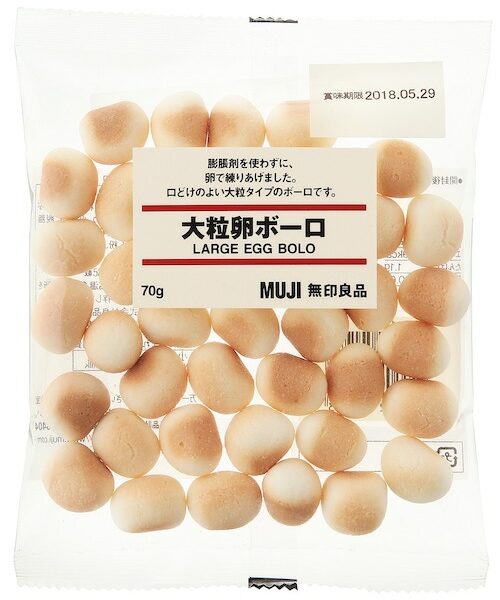 賞味期限 2018.05.29
膨脹剤を使わずに、
卵で練りあげました。
口どけのよい大粒タイプのボーロです。
大粒卵ボーロ
LARGE EGG BOLO
70g
MUJI 無印良品